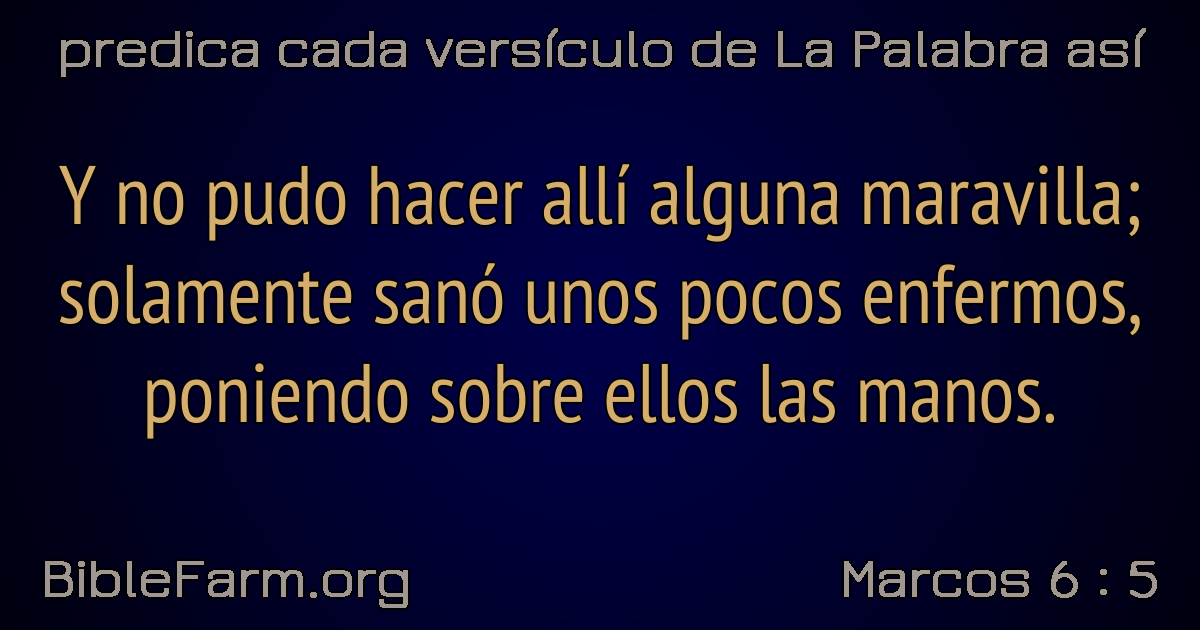 predica cada versículo de La Palabra así
Y no pudo hacer allí alguna maravilla;
solamente sanó unos pocos enfermos,
poniendo sobre ellos las manos.
BibleFarm.org
Marcos 6 : 5